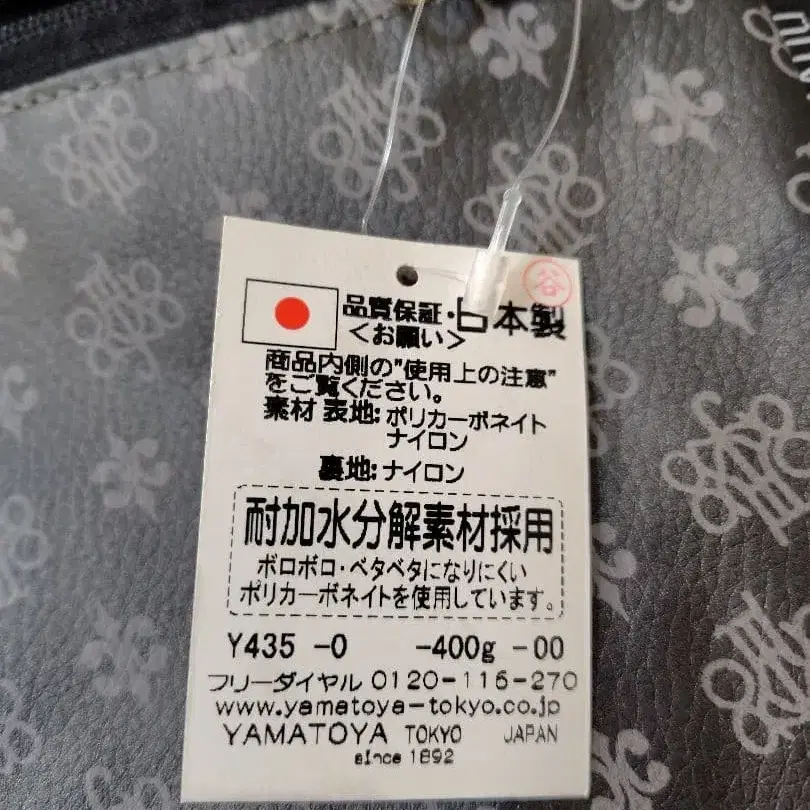 谷
品質保証・日本製
<お願い>
商品内側の"使用上の注意"
をご覧ください。
素材 表地:ポリカーボネイト
ナイロン
裏地:ナイロン
耐加水分解素材採用
ボロボロ・ベタベタになりにくい
ポリカーボネイトを使用しています。
Y435 -0 -400g -00
フリーダイヤル 0120-116-270
www.yamatoya-tokyo.co.jp
YAMATOYA TOKYO JAPAN
since 1892